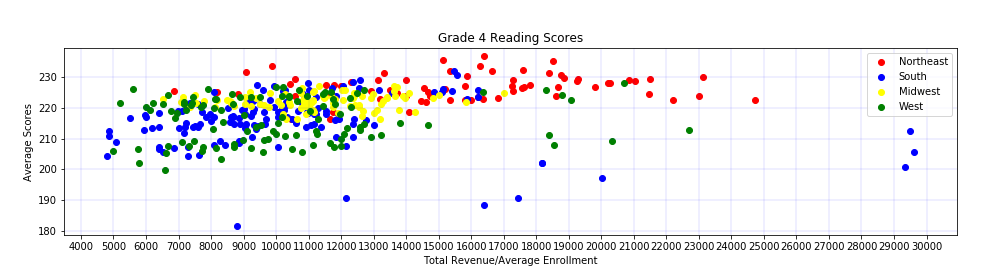 Grade 4 Reading Scores
230
220
210
200
190
180
Average Scores
Northeast
South
Midwest
West
4000 5000 6000 7000 8000 9000 10000 11000 12000 13000 14000 15000 16000 17000 18000 19000 20000 21000 22000 23000 24000 25000 26000 27000 28000 29000 30000
Total Revenue/Average Enrollment